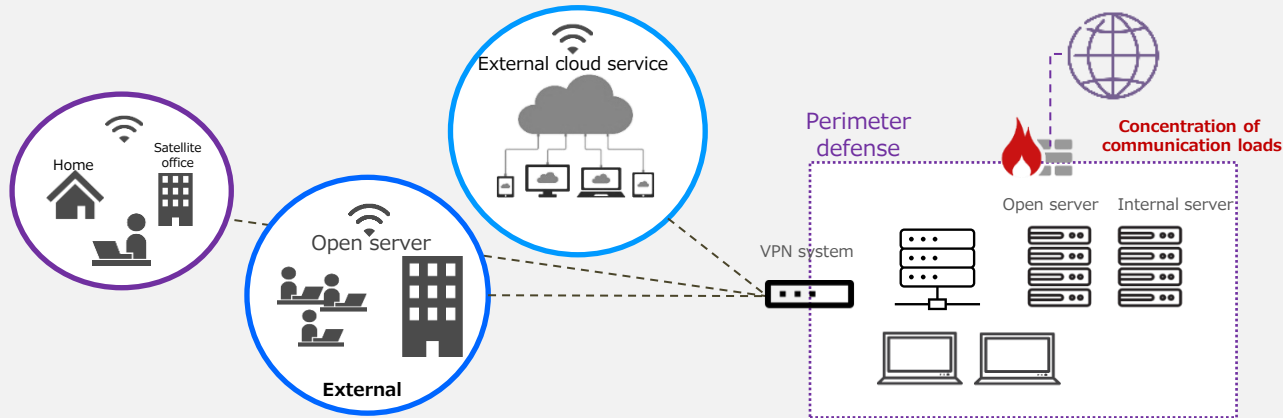 External cloud service
Home
Satellite
office
Open server
External
VPN system
Perimeter
defense
Concentration of
communication loads
Open server
Internal server